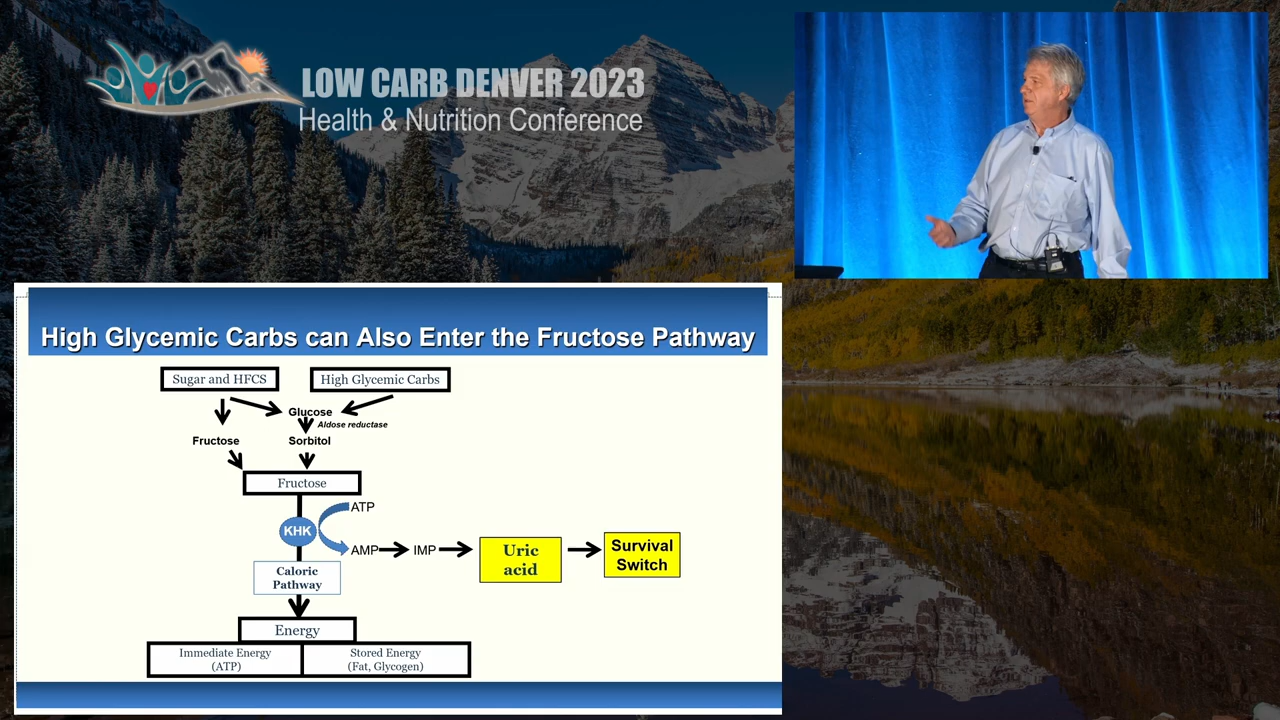 LOW CARB DENVER 2023
Health & Nutrition Conference
High Glycemic Carbs can Also Enter the Fructose Pathway
Sugar and HFCS
High Glycemic Carbs
Glucose
Aldose reductase
Fructose
Sorbitol
Fructose
ATP
KHK
AMP
IMP
Uric
acid
Survival
Switch
Caloric
Pathway
Energy
Immediate Energy
(ATP)
Stored Energy
(Fat, Glycogen)